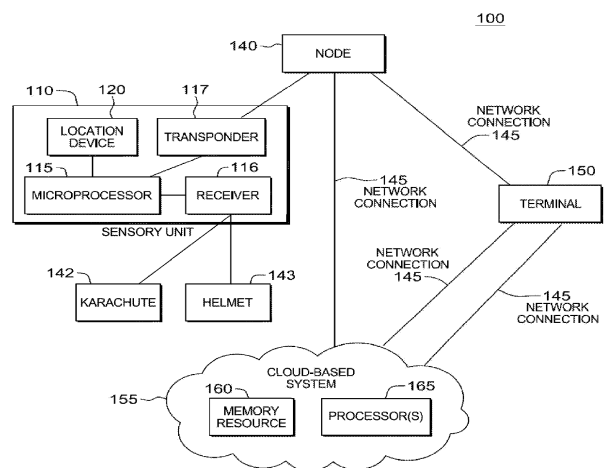 100
140
NODE
110
120
117
LOCATION
DEVICE
TRANSPONDER
NETWORK
CONNECTION
145
115
116
MICROPROCESSOR
RECEIVER
SENSORY UNIT
145
NETWORK
CONNECTION
150
TERMINAL
142
KARACHUTE
143
HELMET
NETWORK
CONNECTION
145
145
NETWORK
CONNECTION
CLOUD-BASED
SYSTEM
155
160
MEMORY
RESOURCE
165
PROCESSOR(S)